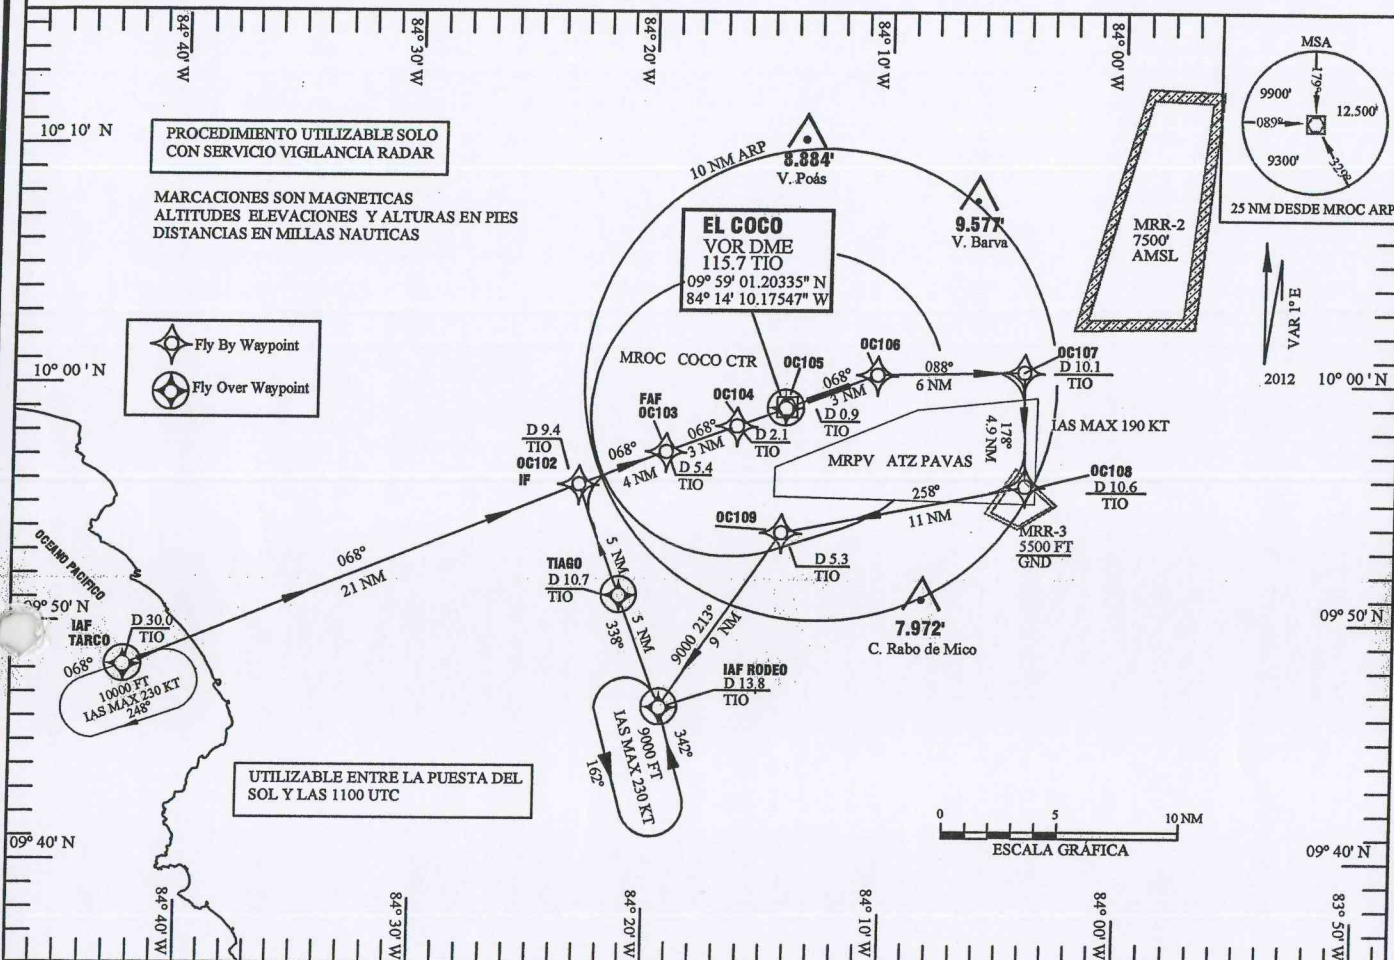 84° 40' W
84° 30' W
84° 20' W
84° 10' W
84° 00' W
MSA
179°
9900'
12.500'
089°
9300'
329°
25 NM DESDE MROC ARP
10° 10' N
PROCEDIMIENTO UTILIZABLE SOLO
CON SERVICIO VIGILANCIA RADAR
MARCACIONES SON MAGNETICAS
ALTITUDES ELEVACIONES Y ALTURAS EN PIES
DISTANCIAS EN MILLAS NAUTICAS
10 NM ARP
8.884'
V. Poás
9.577'
V. Barva
MRR-2
7500'
AMSL
EL COCO
VOR DME
115.7 TIO
09° 59' 01.20335" N
84° 14' 10.17547" W
VAR 1° E
2012
Fly By Waypoint
Fly Over Waypoint
10° 00' N
10° 00' N
MROC COCO CTR
OC105
OC106
OC107
D 10.1
TIO
088°
6 NM
068°
3 NM
D 0.9
TIO
OC104
D 2.1
TIO
FAF
OC103
068°
3 NM
D 5.4
TIO
068°
4 NM
D 9.4
TIO
OC102
IF
IAS MAX 190 KT
178°
4.9 NM
MRPV ATZ PAVAS
OC108
D 10.6
TIO
258°
11 NM
MRR-3
5500 FT
GND
OC109
D 5.3
TIO
OCEANO PACIFICO
068°
21 NM
TIAGO
D 10.7
TIO
5 NM
5 NM
338°
9000 213°
9 NM
7.972'
C. Rabo de Mico
09° 50' N
09° 50' N
IAF
TARCO
D 30.0
TIO
068°
10000 FT
IAS MAX 230 KT
248°
IAF RODEO
D 13.8
TIO
342°
9000 FT
IAS MAX 230 KT
162°
UTILIZABLE ENTRE LA PUESTA DEL
SOL Y LAS 1100 UTC
0 5 10 NM
ESCALA GRÁFICA
09° 40' N
09° 40' N
84° 40' W
84° 30' W
84° 20' W
84° 10' W
84° 00' W
83° 50' W